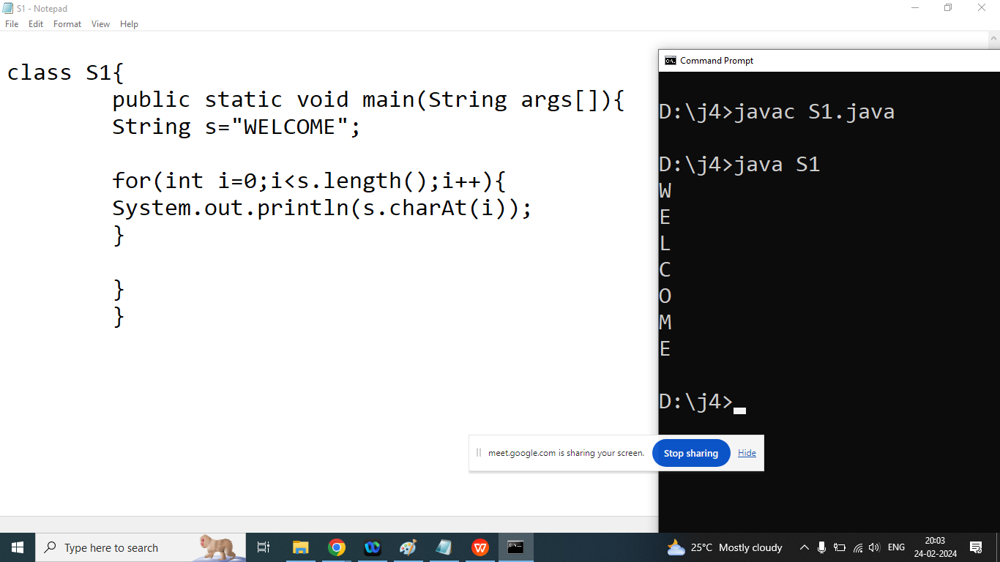 S1 - Notepad
File Edit Format View Help
class S1{
public static void main(String args[]){
String s="WELCOME";
for(int i=0;i<s.length();i++){
System.out.println(s.charAt(i));
}
}
}
Command Prompt
D:\j4>javac S1.java
D:\j4>java S1
W
E
L
C
O
M
E
D:\j4>
meet.google.com is sharing your screen. Stop sharing Hide
Type here to search
25°C Mostly cloudy
ENG
20:03
24-02-2024